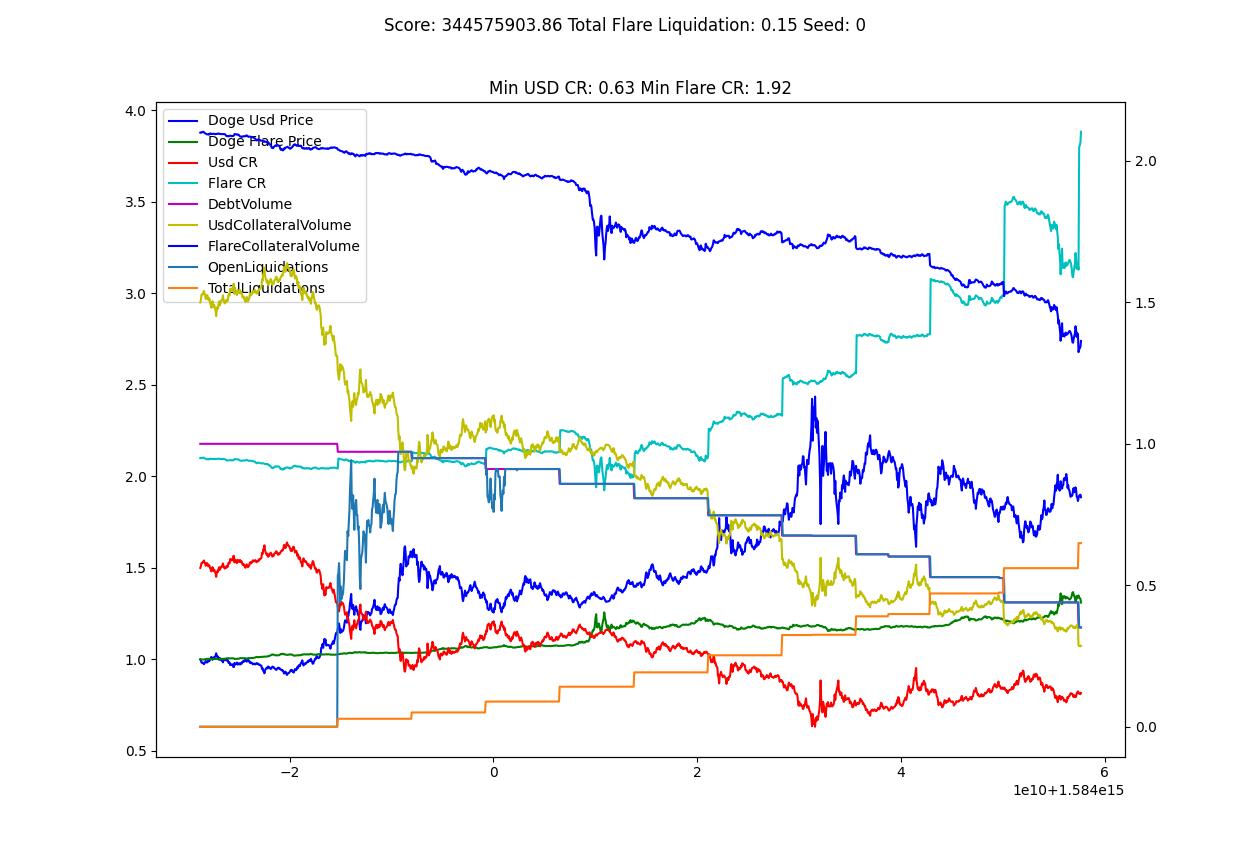 Score: 344575903.86 Total Flare Liquidation: 0.15 Seed: 0
Min USD CR: 0.63 Min Flare CR: 1.92
Doge Usd Price
Doge Flare Price
Usd CR
Flare CR
DebtVolume
UsdCollateralVolume
FlareCollateralVolume
OpenLiquidations
TotalLiquidations
4.0
3.5
3.0
2.5
2.0
1.5
1.0
0.5
2.0
1.5
1.0
0.5
0.0
−2
0
2
4
6
1e10+1.584e15